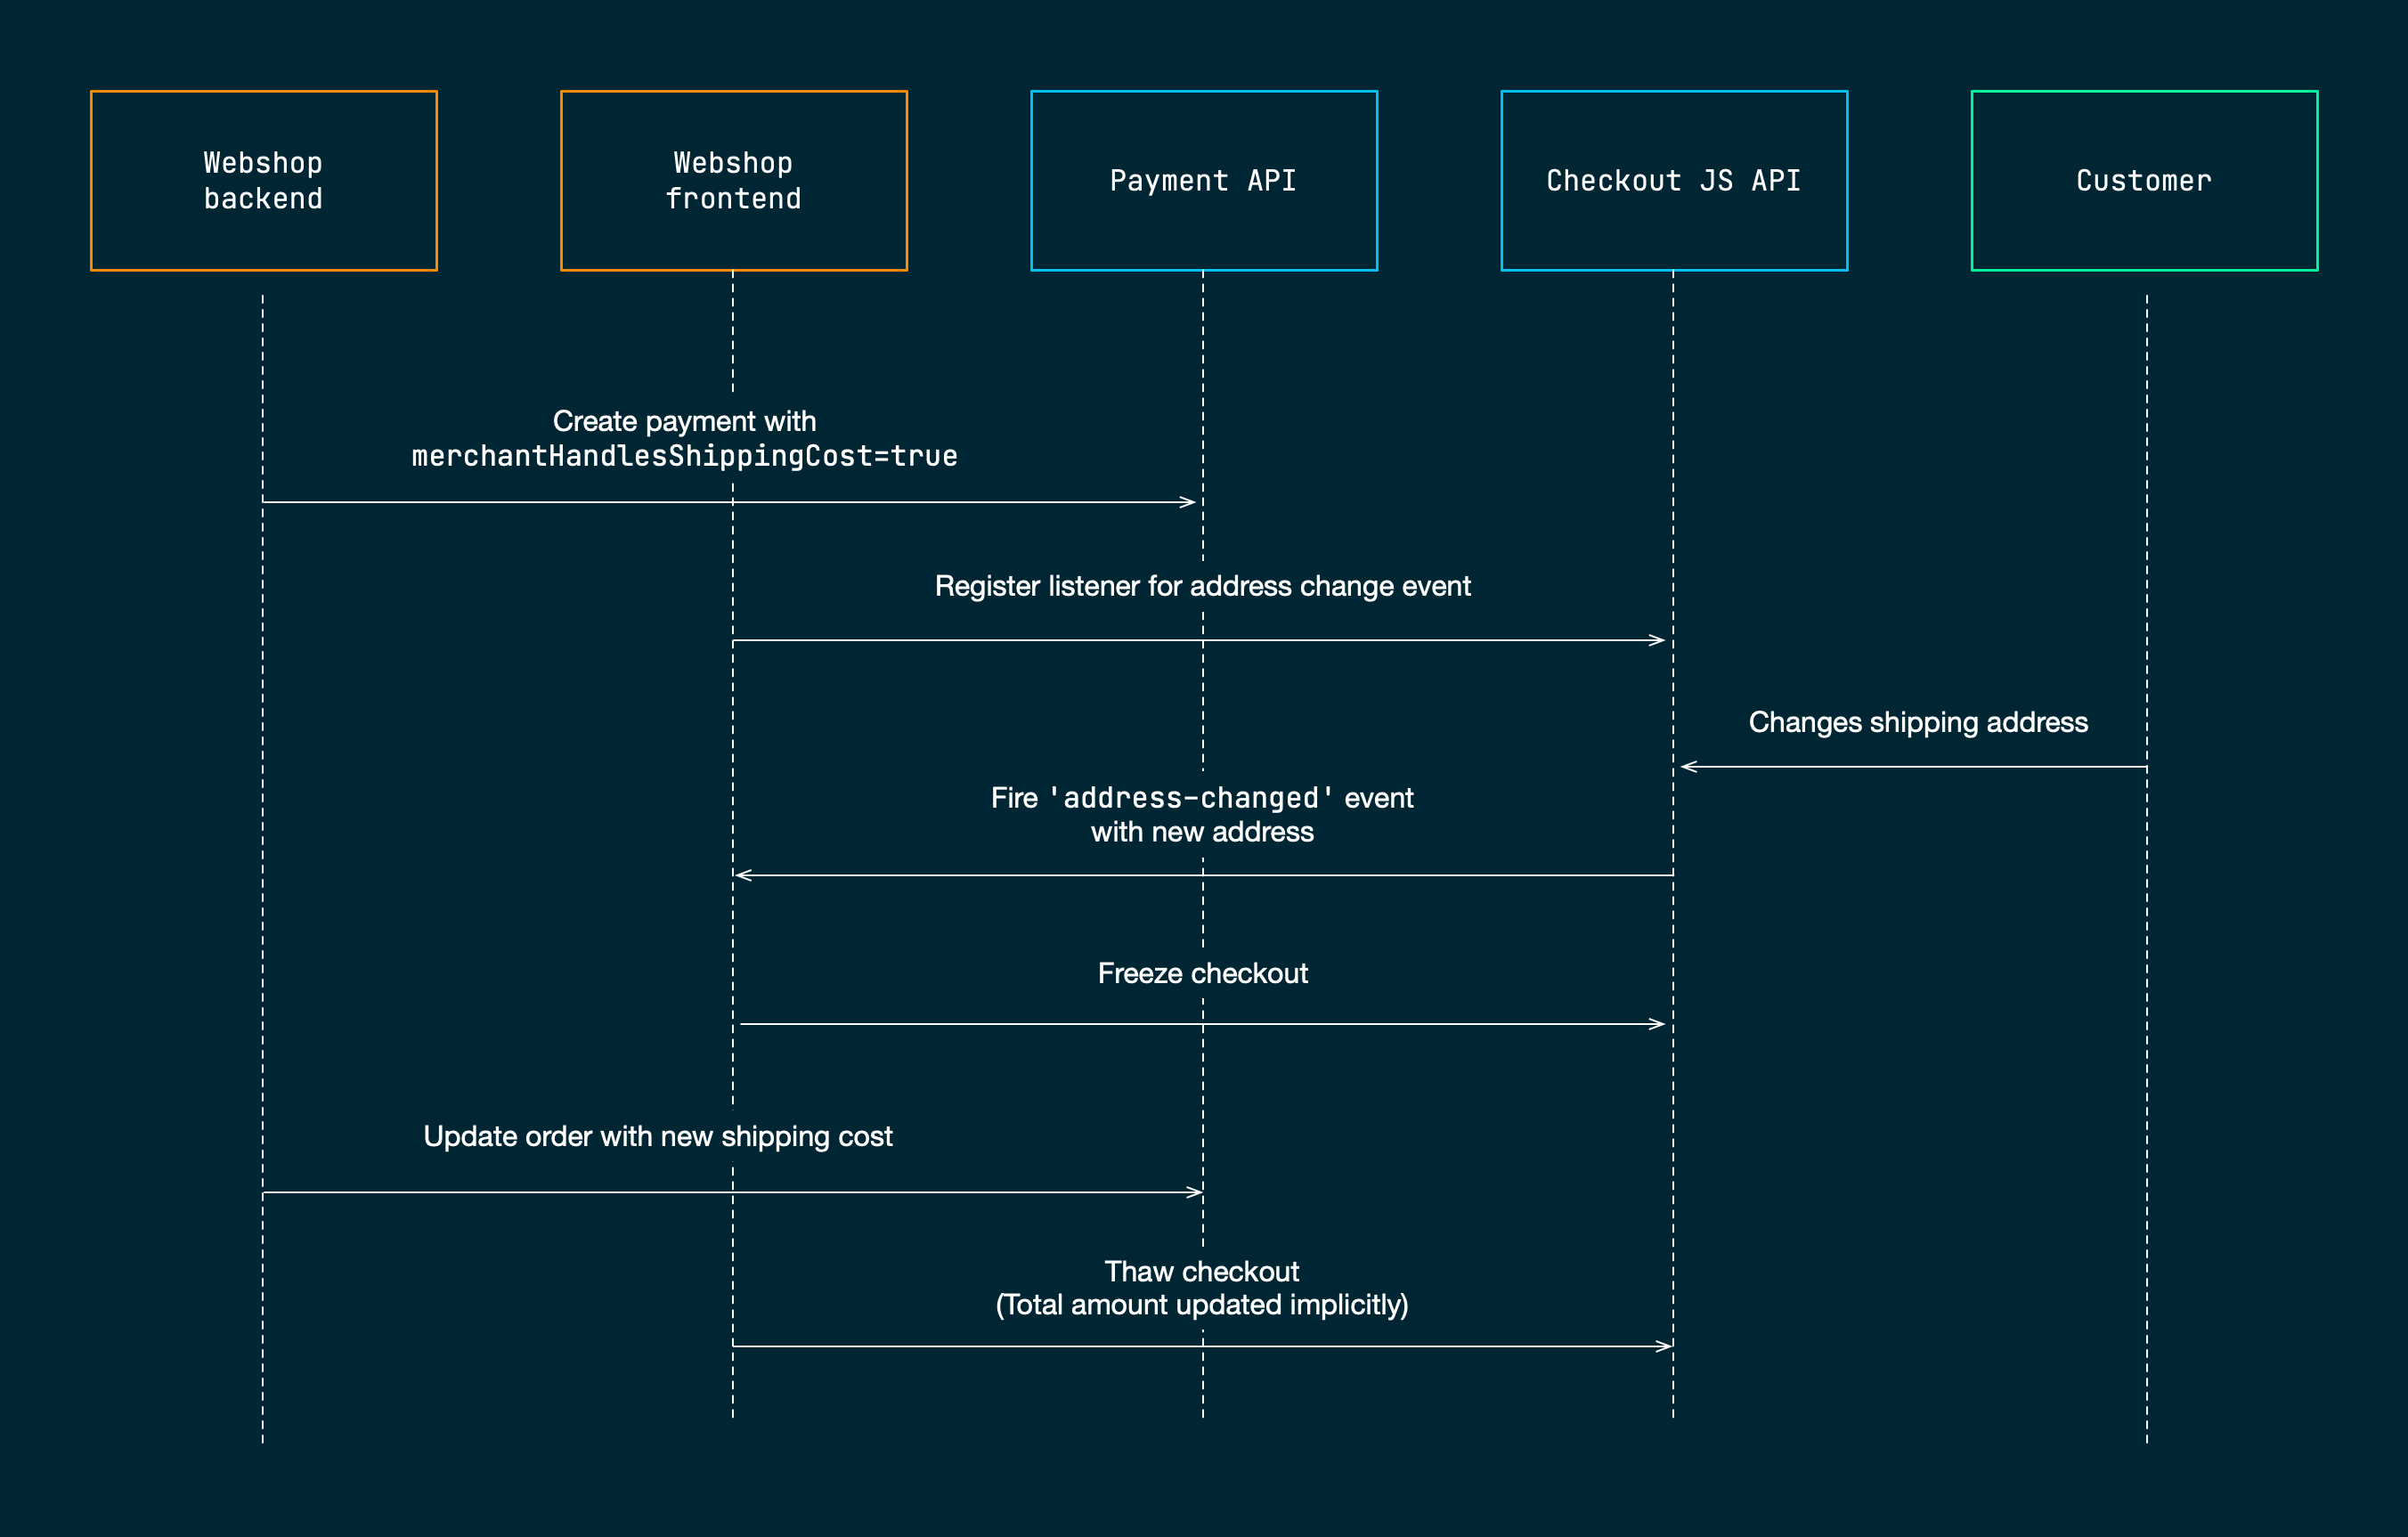 Webshop
backend
Webshop
frontend
Payment API
Checkout JS API
Customer
Create payment with
merchantHandlesShippingCost=true
Register listener for address change event
Changes shipping address
Fire 'address-changed' event
with new address
Freeze checkout
Update order with new shipping cost
Thaw checkout
(Total amount updated implicitly)